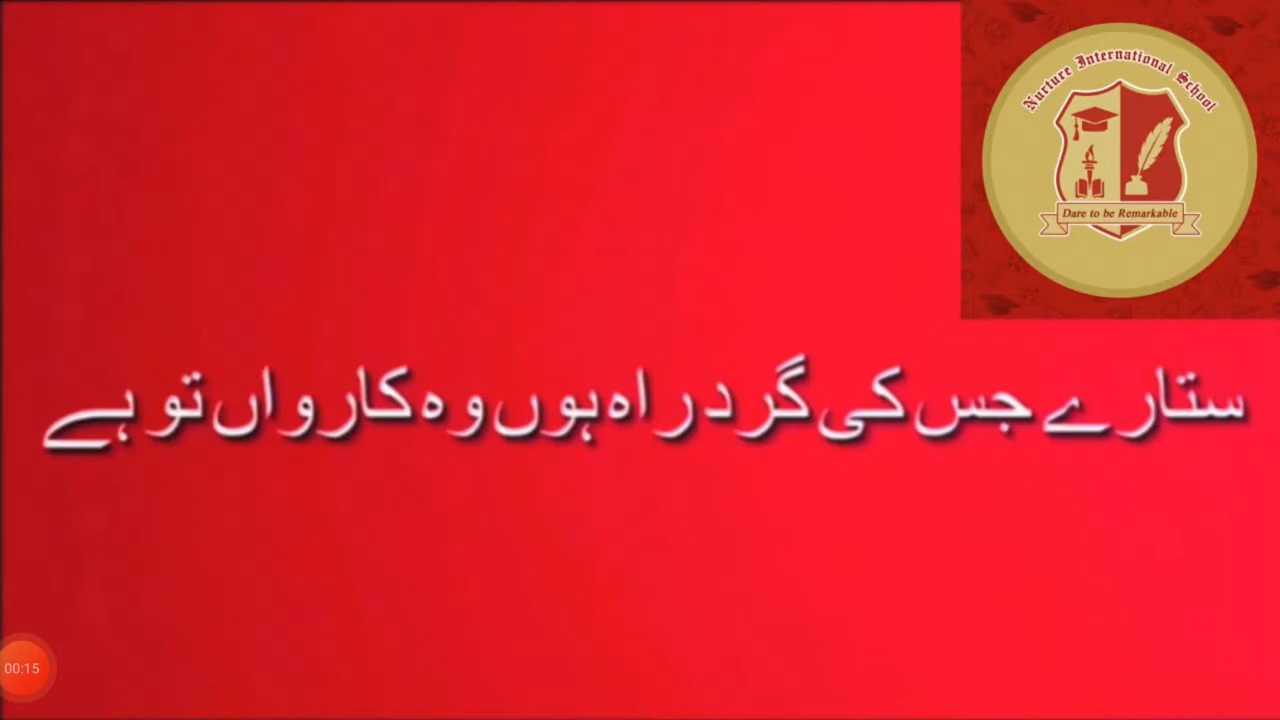 Nurture International School
Dare to be Remarkable
ستارے جس کی گرد راہ ہوں وہ کارواں تو ہے
00:15